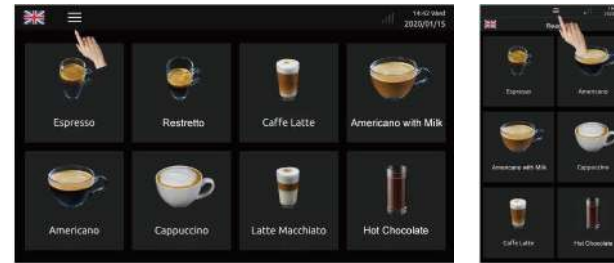 14:42 Wed
2020/01/15
Espresso
Restretto
Caffe Latte
Americano with Milk
Americano
Cappuccino
Latte Macchiato
Hot Chocolate
Espresso
Americano
Americano with Milk
Cappuccino
Caffe Latte
Hot Chocolate